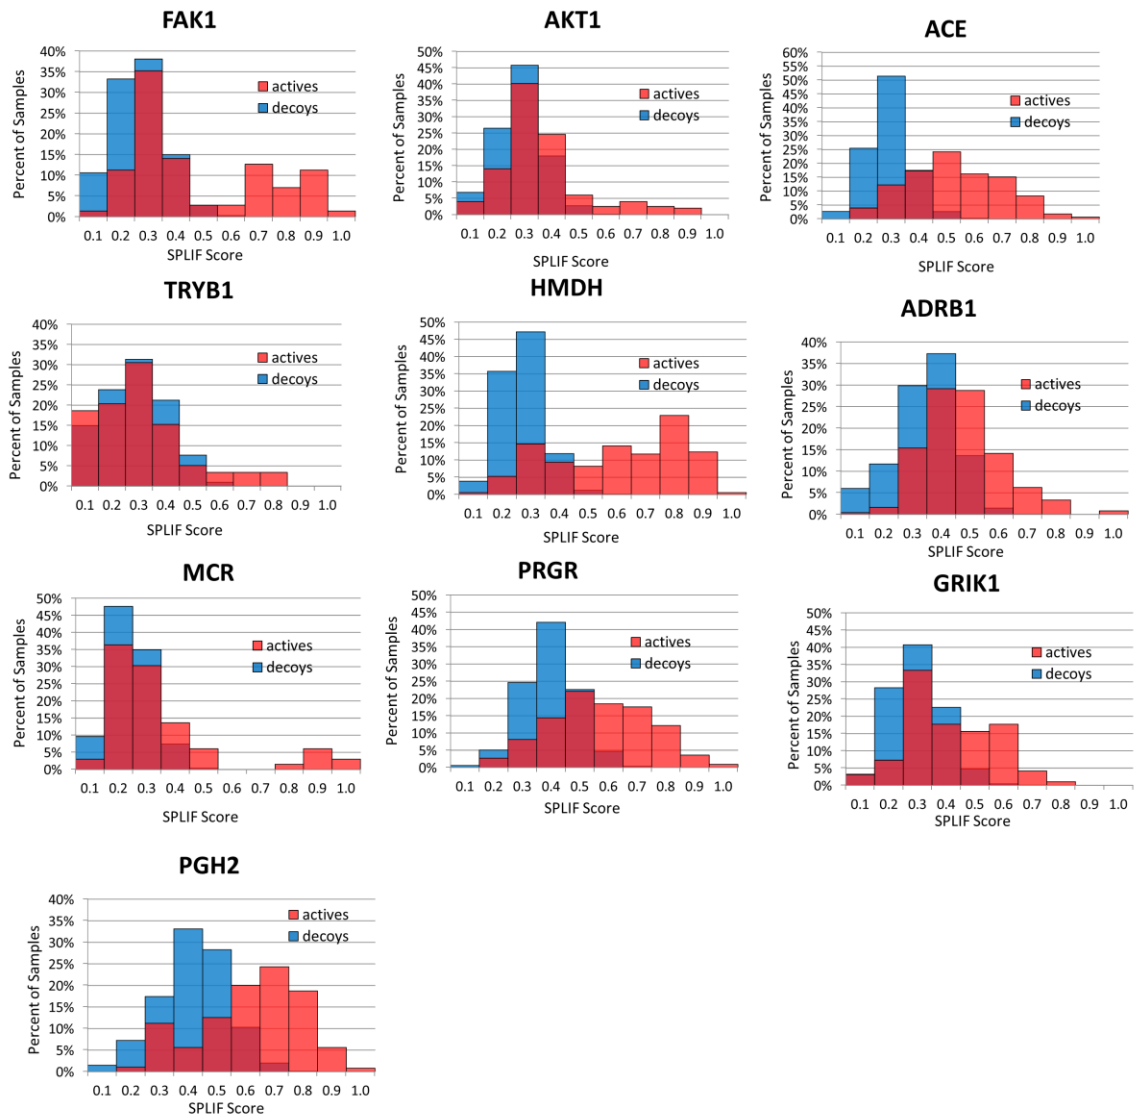 FAK1
40%
35%
30%
25%
20%
15%
10%
5%
0%
Percent of Samples
actives
decoys
0.1 0.2 0.3 0.4 0.5 0.6 0.7 0.8 0.9 1.0
SPLIF Score
AKT1
50%
45%
40%
35%
30%
25%
20%
15%
10%
5%
0%
Percent of Samples
actives
decoys
0.1 0.2 0.3 0.4 0.5 0.6 0.7 0.8 0.9 1.0
SPLIF Score
ACE
60%
55%
50%
45%
40%
35%
30%
25%
20%
15%
10%
5%
0%
Percent of Samples
actives
decoys
0.1 0.2 0.3 0.4 0.5 0.6 0.7 0.8 0.9 1.0
SPLIF Score
TRYB1
40%
35%
30%
25%
20%
15%
10%
5%
0%
Percent of Samples
actives
decoys
0.1 0.2 0.3 0.4 0.5 0.6 0.7 0.8 0.9 1.0
SPLIF Score
HMDH
50%
45%
40%
35%
30%
25%
20%
15%
10%
5%
0%
Percent of Samples
actives
decoys
0.1 0.2 0.3 0.4 0.5 0.6 0.7 0.8 0.9 1.0
SPLIF Score
ADRB1
40%
35%
30%
25%
20%
15%
10%
5%
0%
Percent of Samples
actives
decoys
0.1 0.2 0.3 0.4 0.5 0.6 0.7 0.8 0.9 1.0
SPLIF Score
MCR
50%
45%
40%
35%
30%
25%
20%
15%
10%
5%
0%
Percent of Samples
actives
decoys
0.1 0.2 0.3 0.4 0.5 0.6 0.7 0.8 0.9 1.0
SPLIF Score
PRGR
50%
45%
40%
35%
30%
25%
20%
15%
10%
5%
0%
Percent of Samples
actives
decoys
0.1 0.2 0.3 0.4 0.5 0.6 0.7 0.8 0.9 1.0
SPLIF Score
GRIK1
50%
45%
40%
35%
30%
25%
20%
15%
10%
5%
0%
Percent of Samples
actives
decoys
0.1 0.2 0.3 0.4 0.5 0.6 0.7 0.8 0.9 1.0
SPLIF Score
PGH2
40%
35%
30%
25%
20%
15%
10%
5%
0%
Percent of Samples
actives
decoys
0.1 0.2 0.3 0.4 0.5 0.6 0.7 0.8 0.9 1.0
SPLIF Score